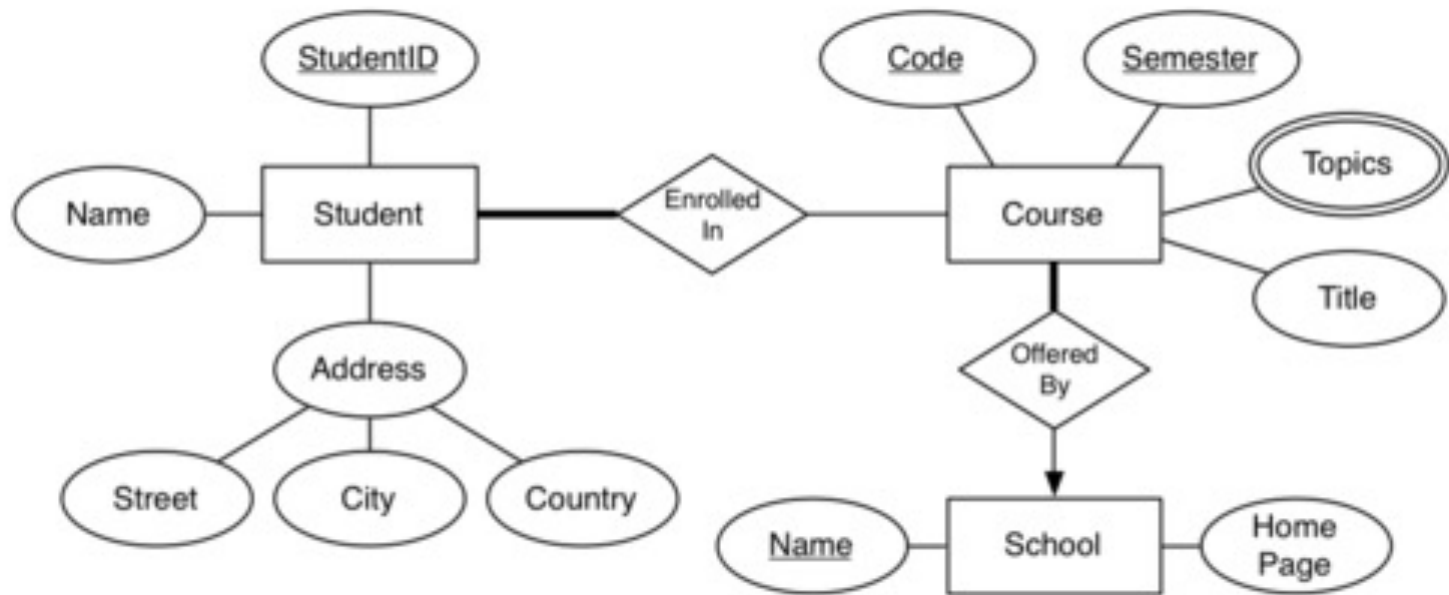 StudentID
Code
Semester
Topics
Name
Student
Enrolled
In
Course
Title
Address
Offered
By
Street
City
Country
Name
School
Home
Page